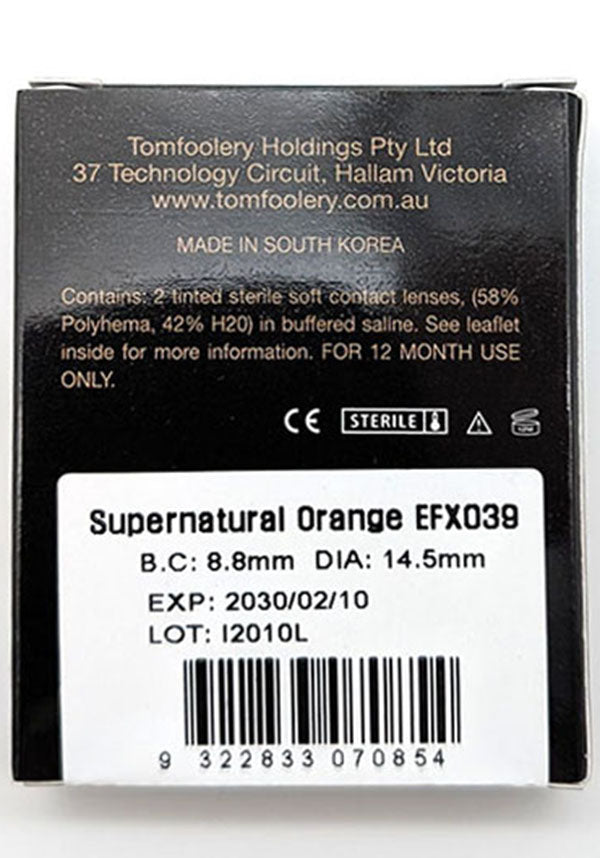 Tomfoolery Holdings Pty Ltd
37 Technology Circuit, Hallam Victoria
www.tomfoolery.com.au
MADE IN SOUTH KOREA
Contains: 2 tinted sterile soft contact lenses, (58%
Polyhema, 42% H20) in buffered saline. See leaflet
inside for more information. FOR 12 MONTH USE
ONLY.
CE STERILE
Supernatural Orange EFX039
B.C: 8.8mm DIA: 14.5mm
EXP: 2030/02/10
LOT: I2010L
9 322833 070854